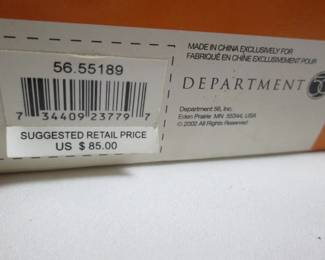 56.55189
7 34409 23779 7
SUGGESTED RETAIL PRICE
US $ 85.00
MADE IN CHINA EXCLUSIVELY FOR
FABRIQUÉ EN CHINE EXCLUSIVEMENT POUR
DEPARTMENT 56
Department 56, Inc.
Eden Prairie MN 55344, USA
© 2002 All Rights Reserved